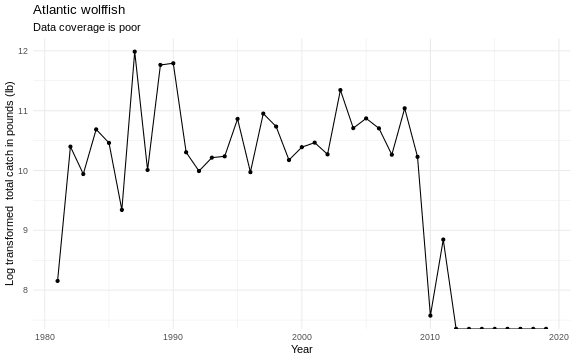 Atlantic wolffish
Data coverage is poor
12
11
10
9
8
Log transformed  total catch in pounds (lb)
1980
1990
2000
2010
2020
Year